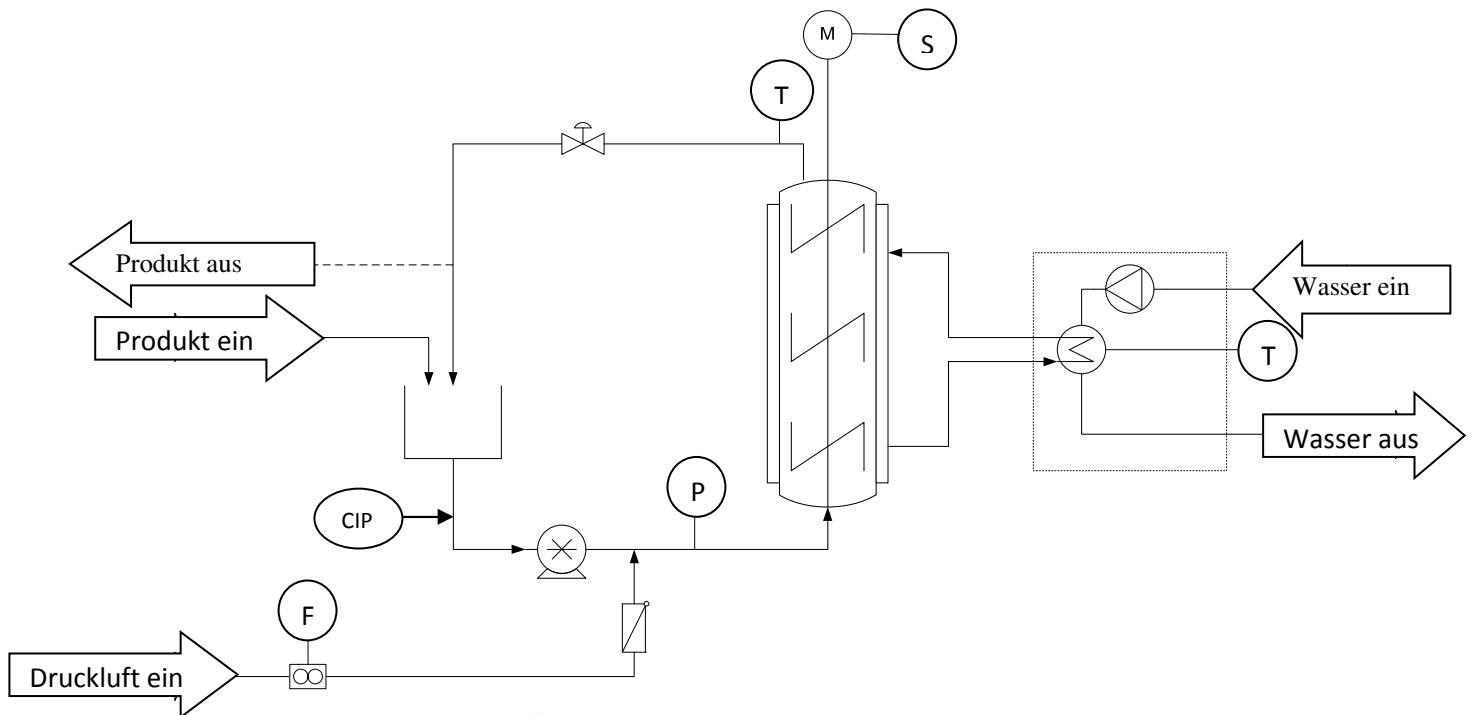 M
S
T
Produkt aus
Produkt ein
Wasser ein
T
Wasser aus
P
CIP
F
Druckluft ein